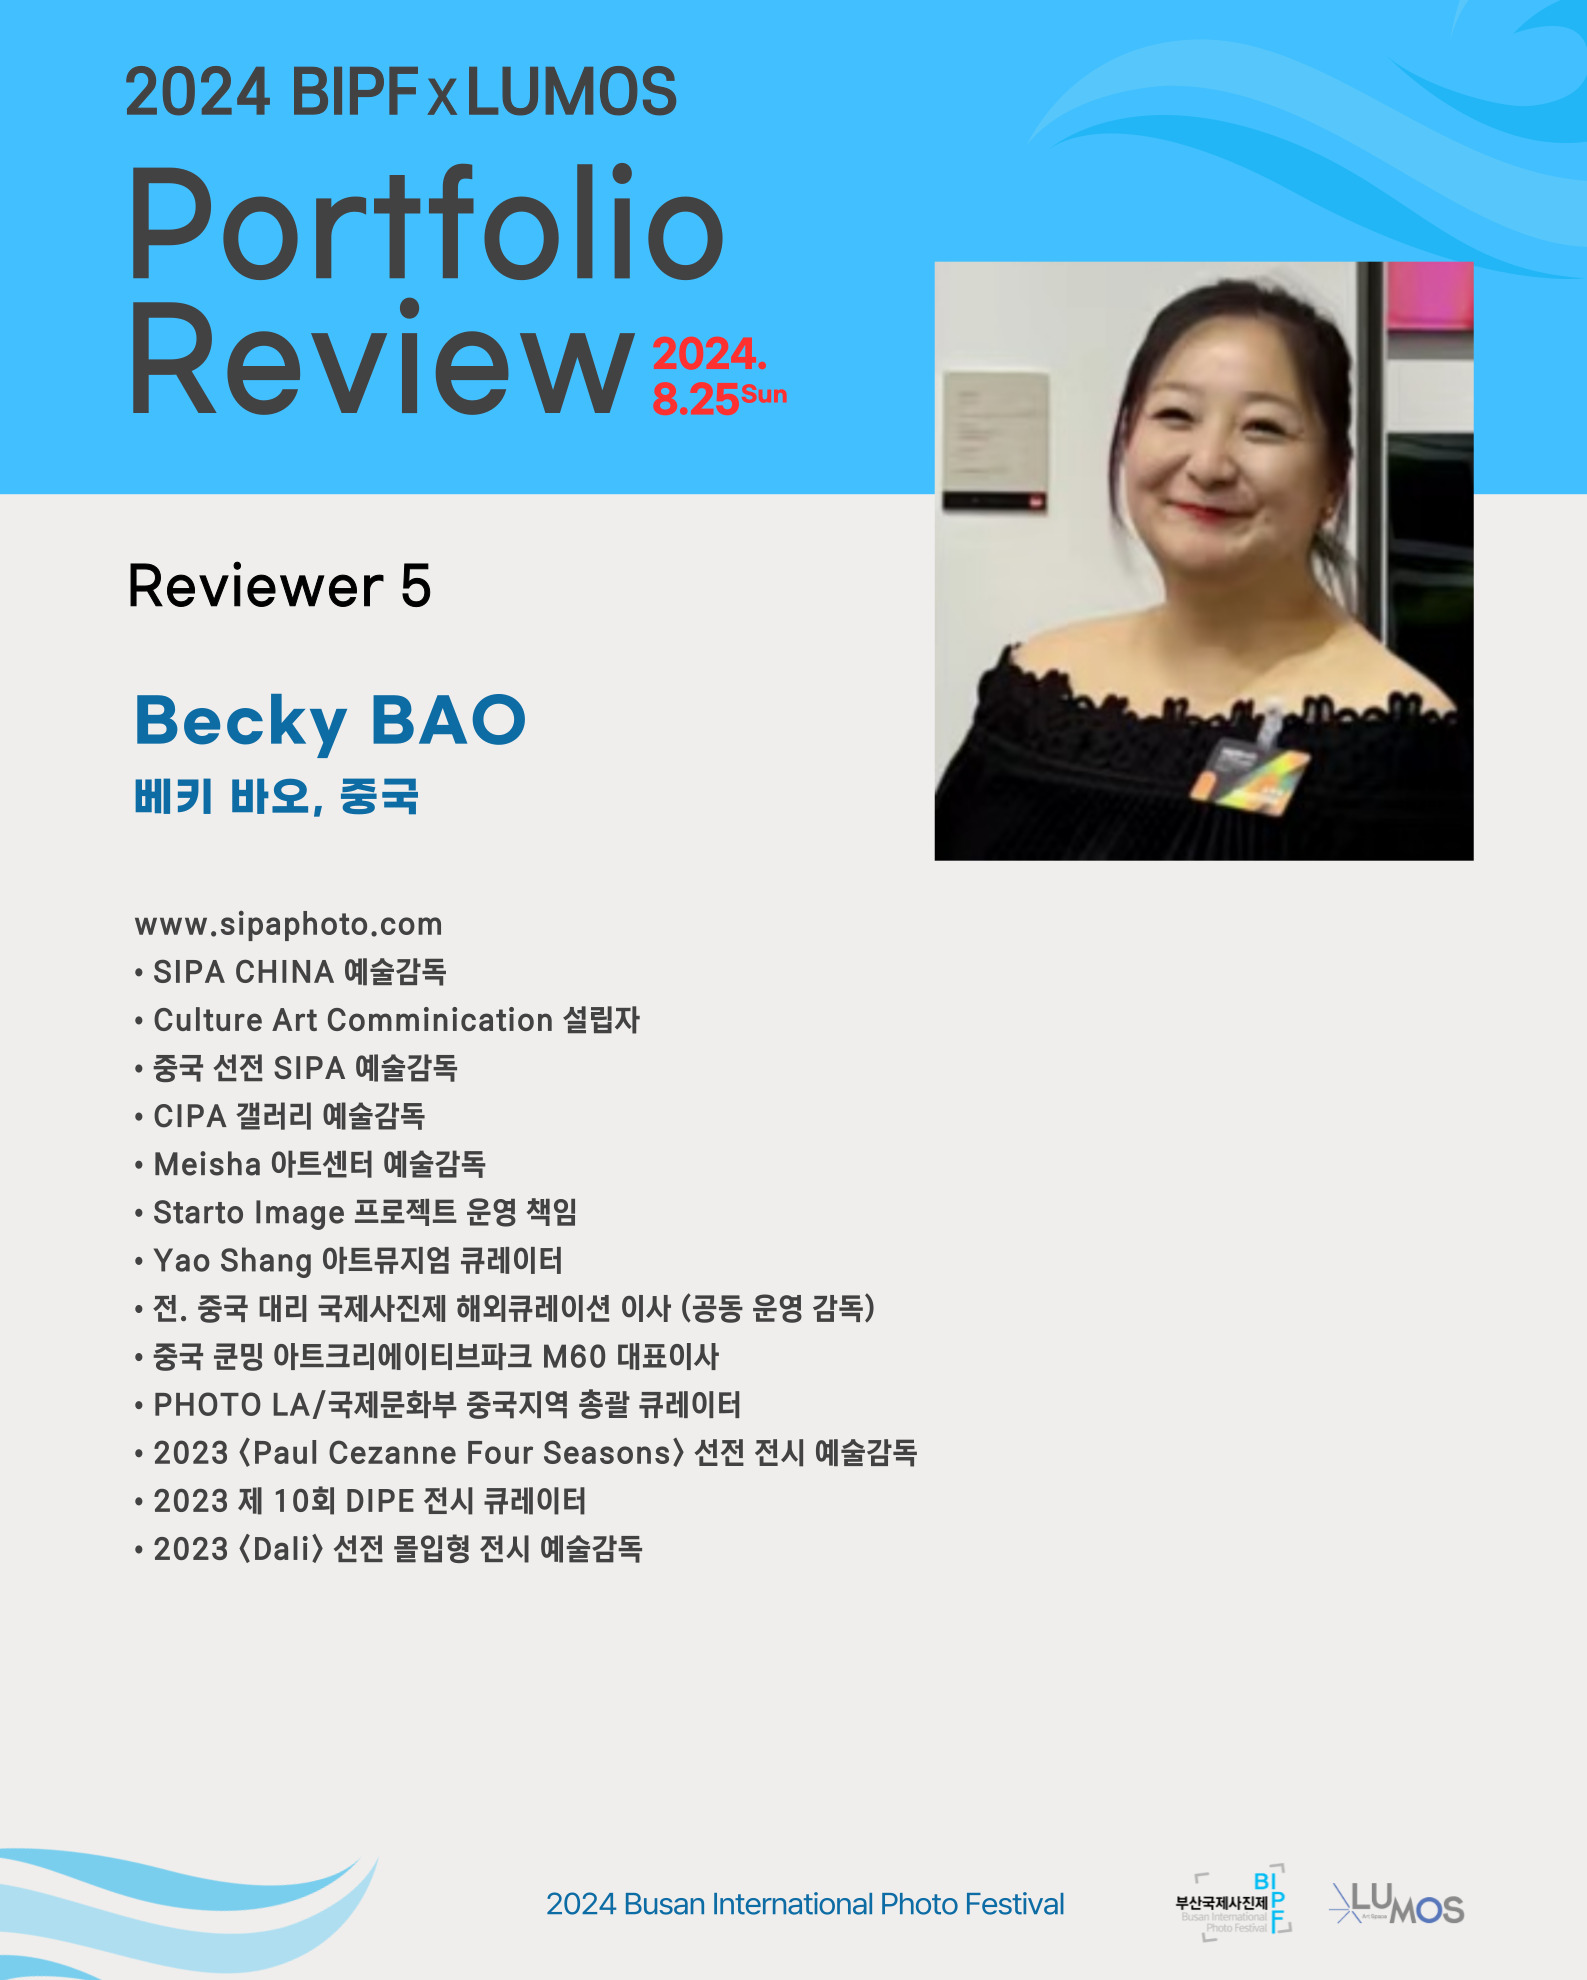 2024 BIPF x LUMOS
Portfolio
Review
2024.
8.25Sun
Reviewer 5
Becky BAO
베키 바오, 중국
www.sipaphoto.com
• SIPA CHINA 예술감독
• Culture Art Comminication 설립자
• 중국 선전 SIPA 예술감독
• CIPA 갤러리 예술감독
• Meisha 아트센터 예술감독
• Starto Image 프로젝트 운영 책임
• Yao Shang 아트뮤지엄 큐레이터
• 전. 중국 대리 국제사진제 해외큐레이션 이사 (공동 운영 감독)
• 중국 쿤밍 아트크리에이티브파크 M60 대표이사
• PHOTO LA/국제문화부 중국지역 총괄 큐레이터
• 2023 〈Paul Cezanne Four Seasons〉 선전 전시 예술감독
• 2023 제 10회 DIPE 전시 큐레이터
• 2023 〈Dali〉 선전 몰입형 전시 예술감독
2024 Busan International Photo Festival
BIPF
부산국제사진제
Busan International
Photo Festival
LUMOS
Art Space